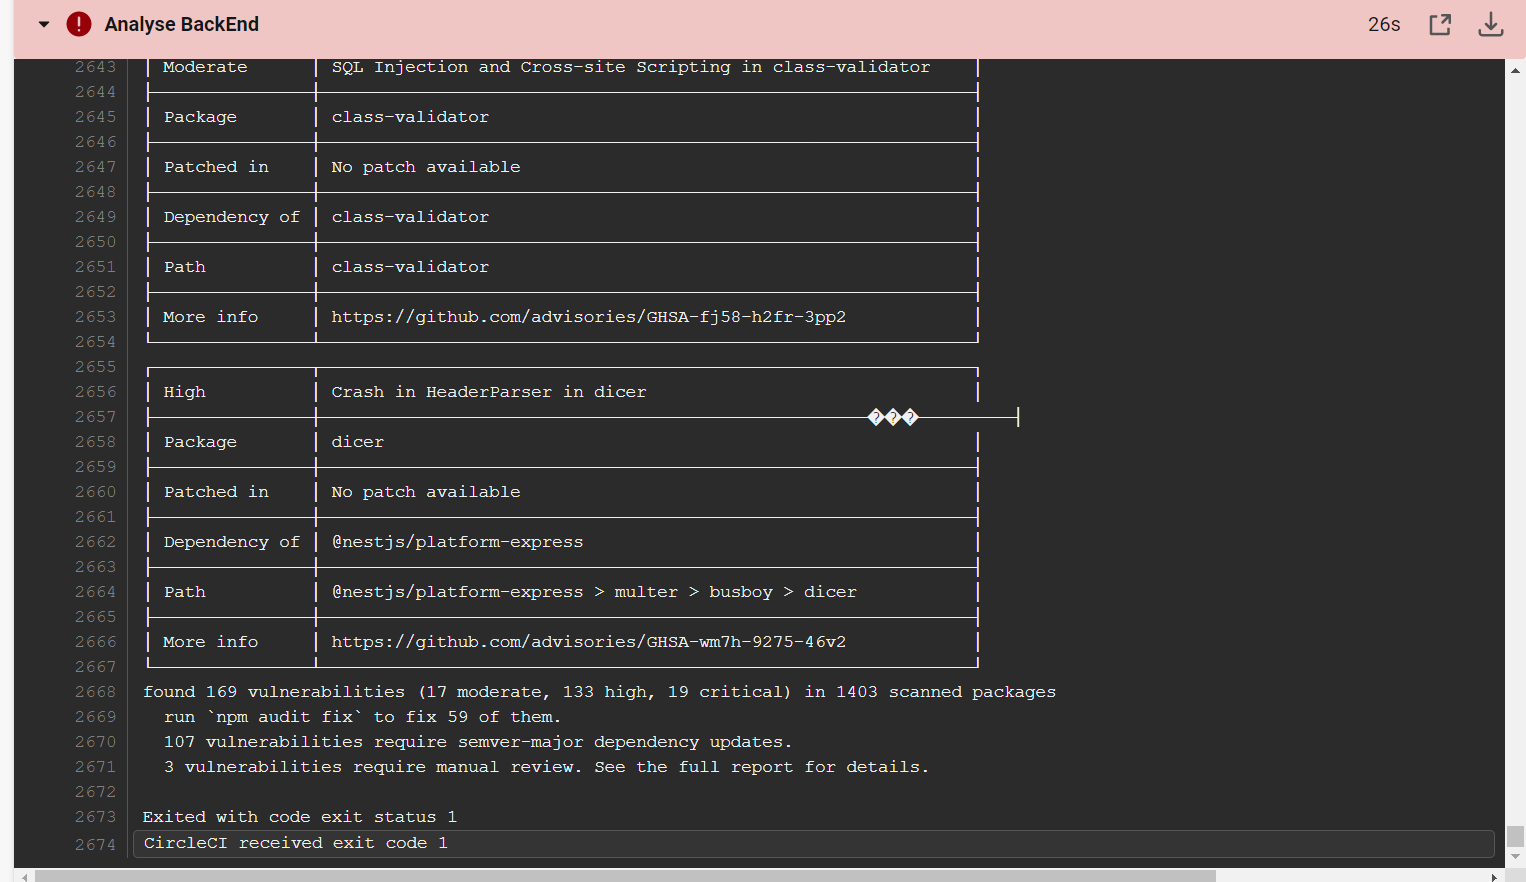 Analyse BackEnd 26s
2643 │ Moderate │ SQL Injection and Cross-site Scripting in class-validator │
2644
2645 │ Package │ class-validator │
2646
2647 │ Patched in │ No patch available │
2648
2649 │ Dependency of │ class-validator │
2650
2651 │ Path │ class-validator │
2652
2653 │ More info │ https://github.com/advisories/GHSA-fj58-h2fr-3pp2 │
2654
2655
2656 │ High │ Crash in HeaderParser in dicer │
2657 ���
2658 │ Package │ dicer │
2659
2660 │ Patched in │ No patch available │
2661
2662 │ Dependency of │ @nestjs/platform-express │
2663
2664 │ Path │ @nestjs/platform-express > multer > busboy > dicer │
2665
2666 │ More info │ https://github.com/advisories/GHSA-wm7h-9275-46v2 │
2667
2668 found 169 vulnerabilities (17 moderate, 133 high, 19 critical) in 1403 scanned packages
2669 run `npm audit fix` to fix 59 of them.
2670 107 vulnerabilities require semver-major dependency updates.
2671 3 vulnerabilities require manual review. See the full report for details.
2672
2673 Exited with code exit status 1
2674 CircleCI received exit code 1